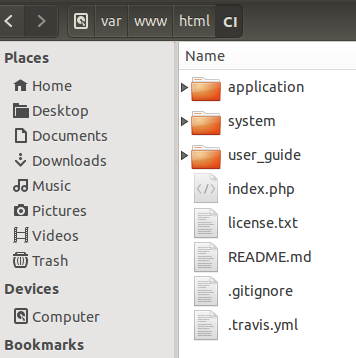 var www html CI
Places
Home
Desktop
Documents
Downloads
Music
Pictures
Videos
Trash
Devices
Computer
Bookmarks
Name
application
system
user_guide
index.php
license.txt
README.md
.gitignore
.travis.yml